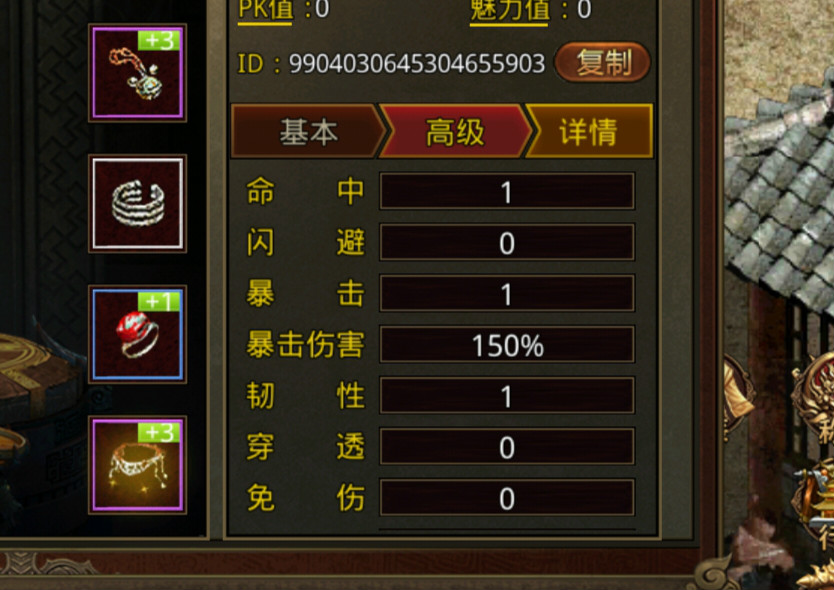 PK值：0 魅力值：0
+3
ID：9904030645304655903 复制
基本 高级 详情
命中 1
闪避 0
+1
暴击 1
暴击伤害 150%
韧性 1
+3
穿透 0
免伤 0